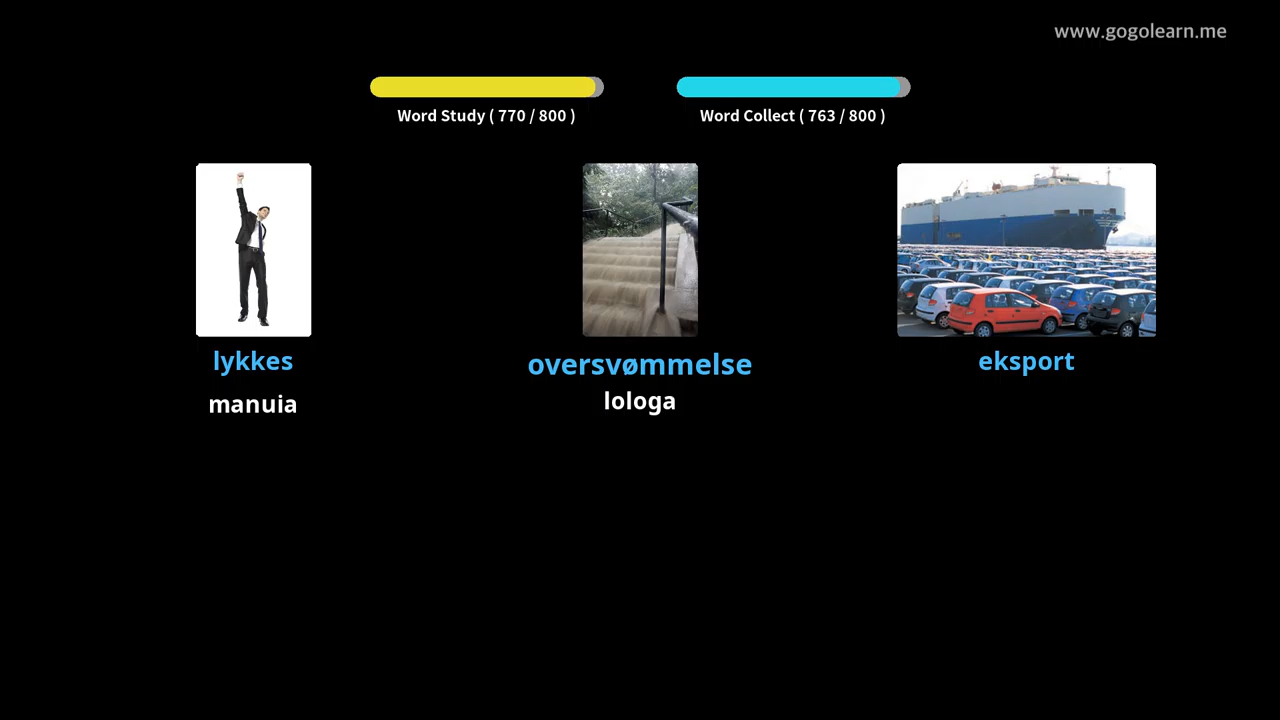 www.gogolearn.me
Word Study ( 770 / 800 )
Word Collect ( 763 / 800 )
lykkes
manuia
oversvømmelse
lologa
eksport